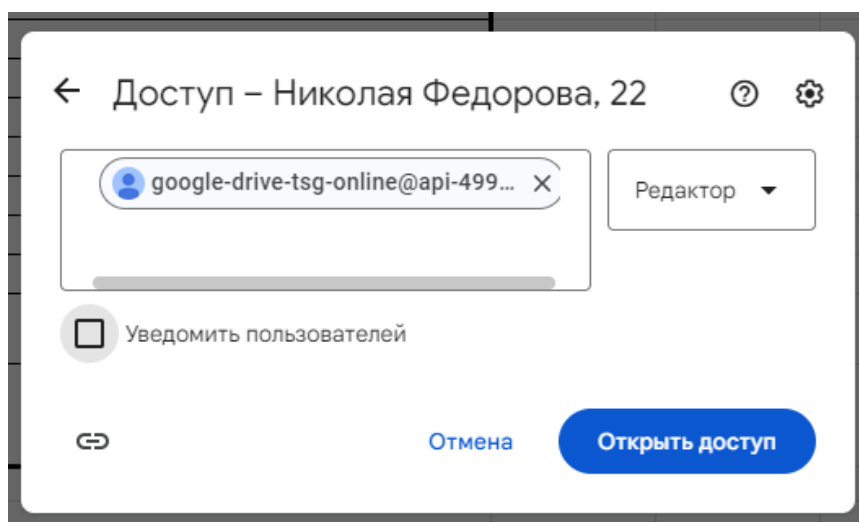 Доступ – Николая Федорова, 22
google-drive-tsg-online@api-499...
Редактор
Уведомить пользователей
Отмена
Открыть доступ